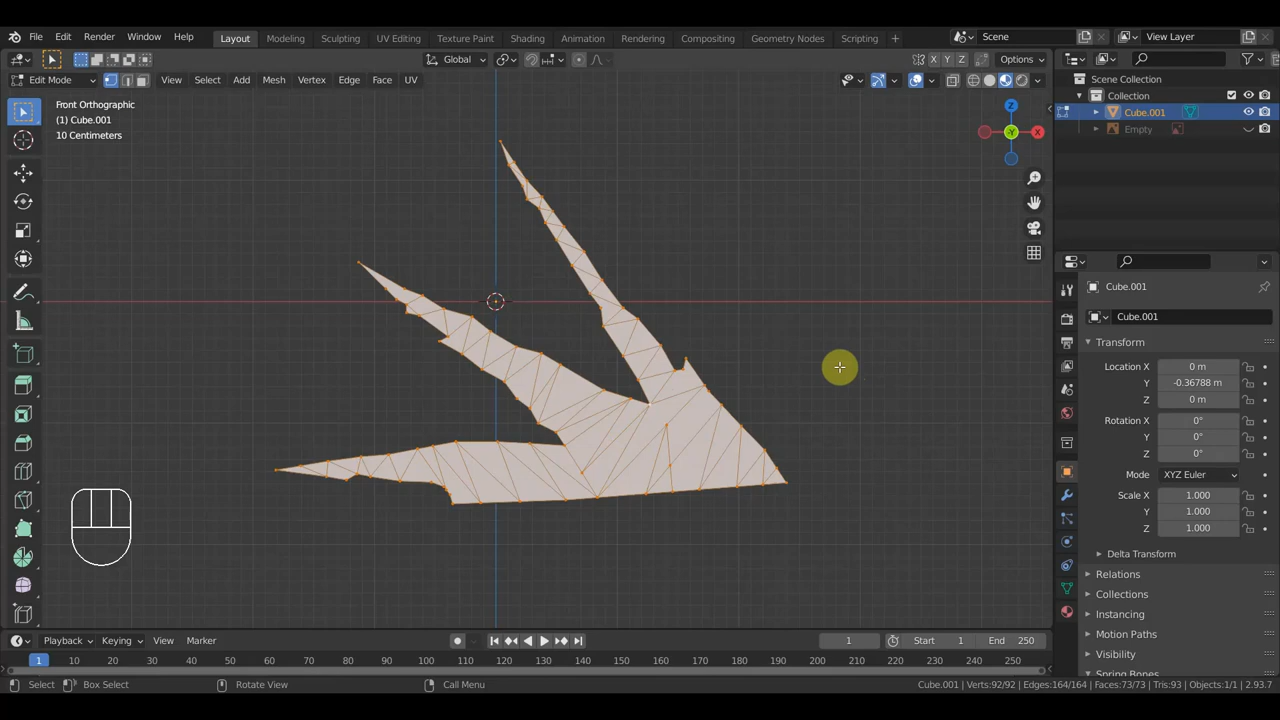 File Edit Render Window Help Layout Modeling Sculpting UV Editing Texture Paint Shading Animation Rendering Compositing Geometry Nodes Scripting + Scene View Layer
Global Options
X Y Z
Edit Mode View Select Add Mesh Vertex Edge Face UV
Scene Collection
Collection
Cube.001
Empty
Front Orthographic
(1) Cube.001
10 Centimeters
Z
-Y
X
Cube.001
Cube.001
Transform
Location X 0 m
Y -0.36788 m
Z 0 m
Rotation X 0°
Y 0°
Z 0°
Mode XYZ Euler
Scale X 1.000
Y 1.000
Z 1.000
Delta Transform
Relations
Collections
Instancing
Motion Paths
Visibility
Spring Bones
Playback Keying View Marker 1 Start 1 End 250
1 10 20 30 40 50 60 70 80 90 100 110 120 130 140 150 160 170 180 190 200 210 220 230 240 250
Select Box Select Rotate View Call Menu Cube.001 | Verts:92/92 | Edges:164/164 | Faces:73/73 | Tris:93 | Objects:1/1 | 2.93.7